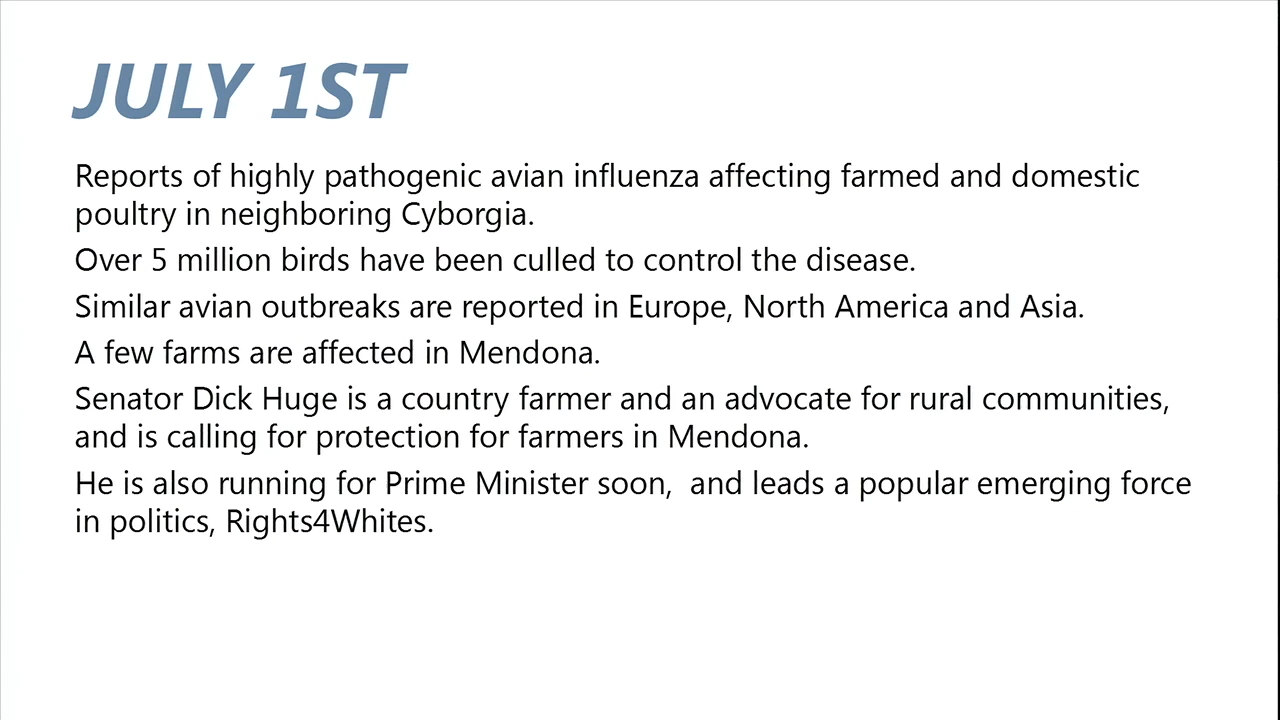 JULY 1ST
Reports of highly pathogenic avian influenza affecting farmed and domestic
poultry in neighboring Cyborgia.
Over 5 million birds have been culled to control the disease.
Similar avian outbreaks are reported in Europe, North America and Asia.
A few farms are affected in Mendona.
Senator Dick Huge is a country farmer and an advocate for rural communities,
and is calling for protection for farmers in Mendona.
He is also running for Prime Minister soon,  and leads a popular emerging force
in politics, Rights4Whites.